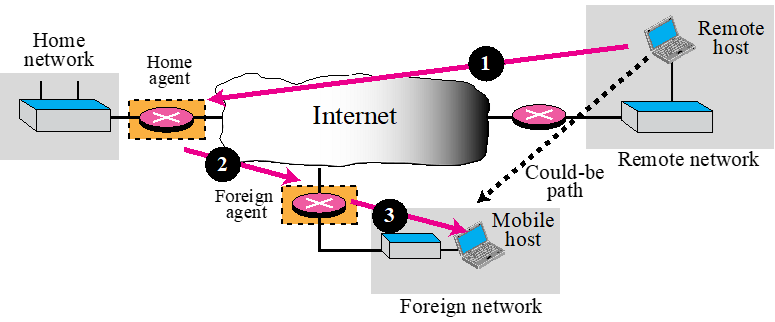 Home
network
Home
agent
1
Remote
host
Internet
Remote network
Could-be
path
2
Foreign
agent
3
Mobile
host
Foreign network